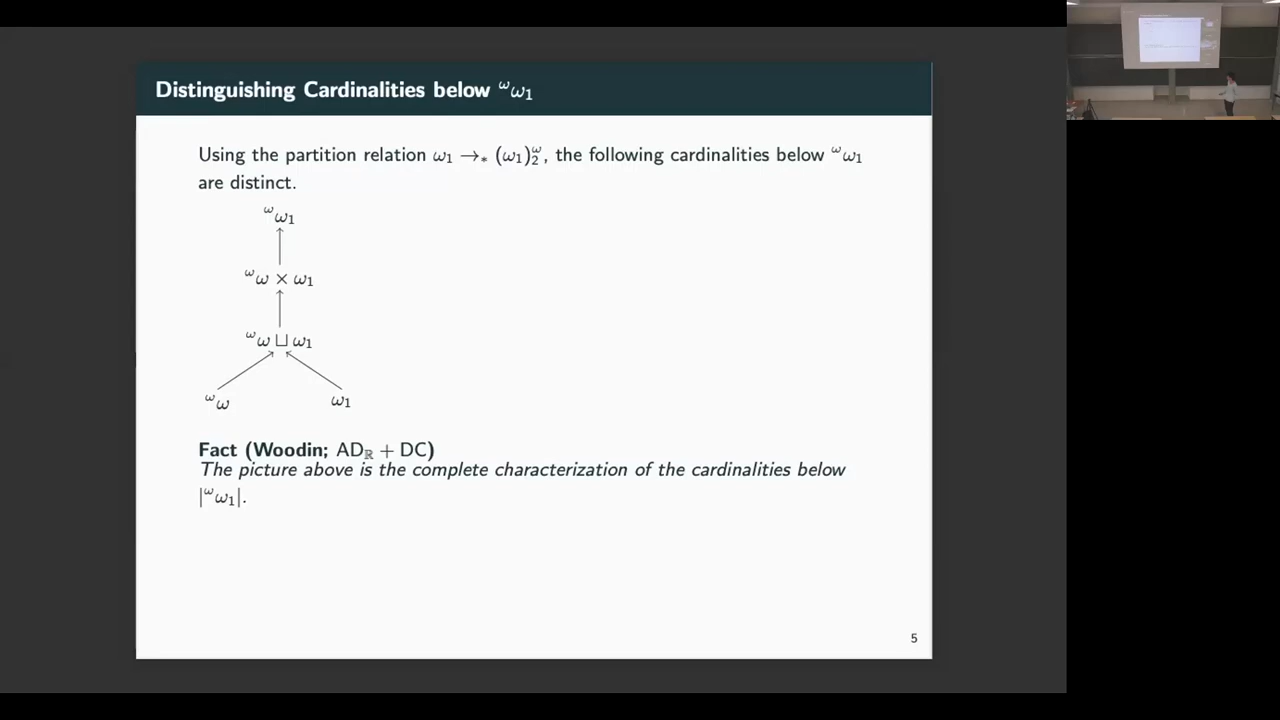 Distinguishing Cardinalities below ^ωω₁
Using the partition relation ω₁ →∗ (ω₁)^ω_2, the following cardinalities below ^ωω₁
are distinct.
^ωω₁
^ωω × ω₁
^ωω ⊔ ω₁
^ωω ω₁
Fact (Woodin; AD_ℝ + DC)
The picture above is the complete characterization of the cardinalities below
|^ωω₁|.
5